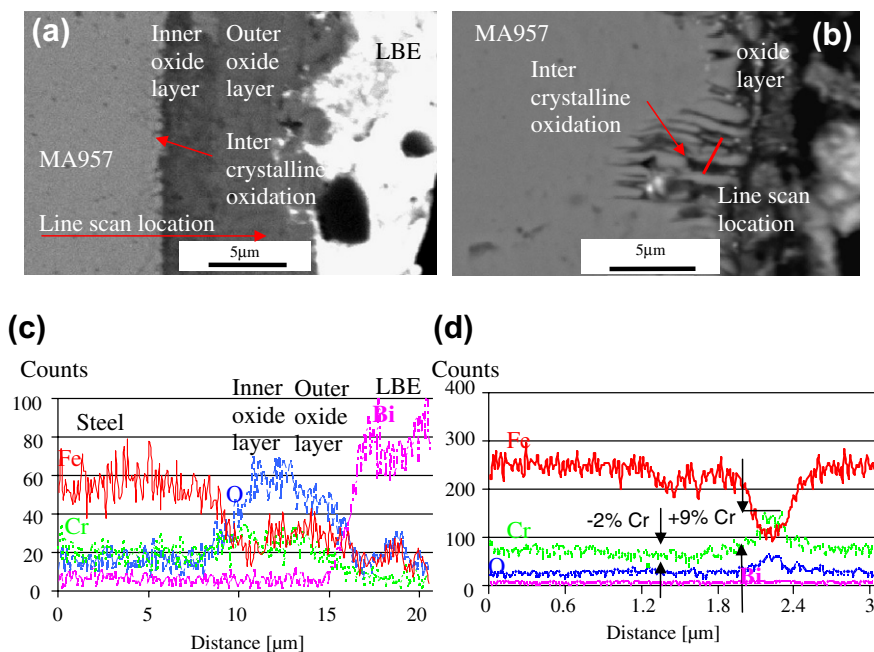 (a)
Inner
oxide
layer
Outer
oxide
layer
LBE
MA957
Inter
crystalline
oxidation
Line scan location
5μm
MA957
(b)
oxide
layer
Inter
crystalline
oxidation
Line scan
location
5μm
(c)
Counts
100
80
60
40
20
0
Steel
Inner
oxide
layer
Outer
oxide
layer
LBE
Bi
Fe
O
Cr
0 5 10 15 20
Distance [μm]
(d)
Counts
400
300
200
100
0
Fe
-2% Cr
+9% Cr
Cr
O
Bi
0 0.6 1.2 1.8 2.4 3
Distance [μm]